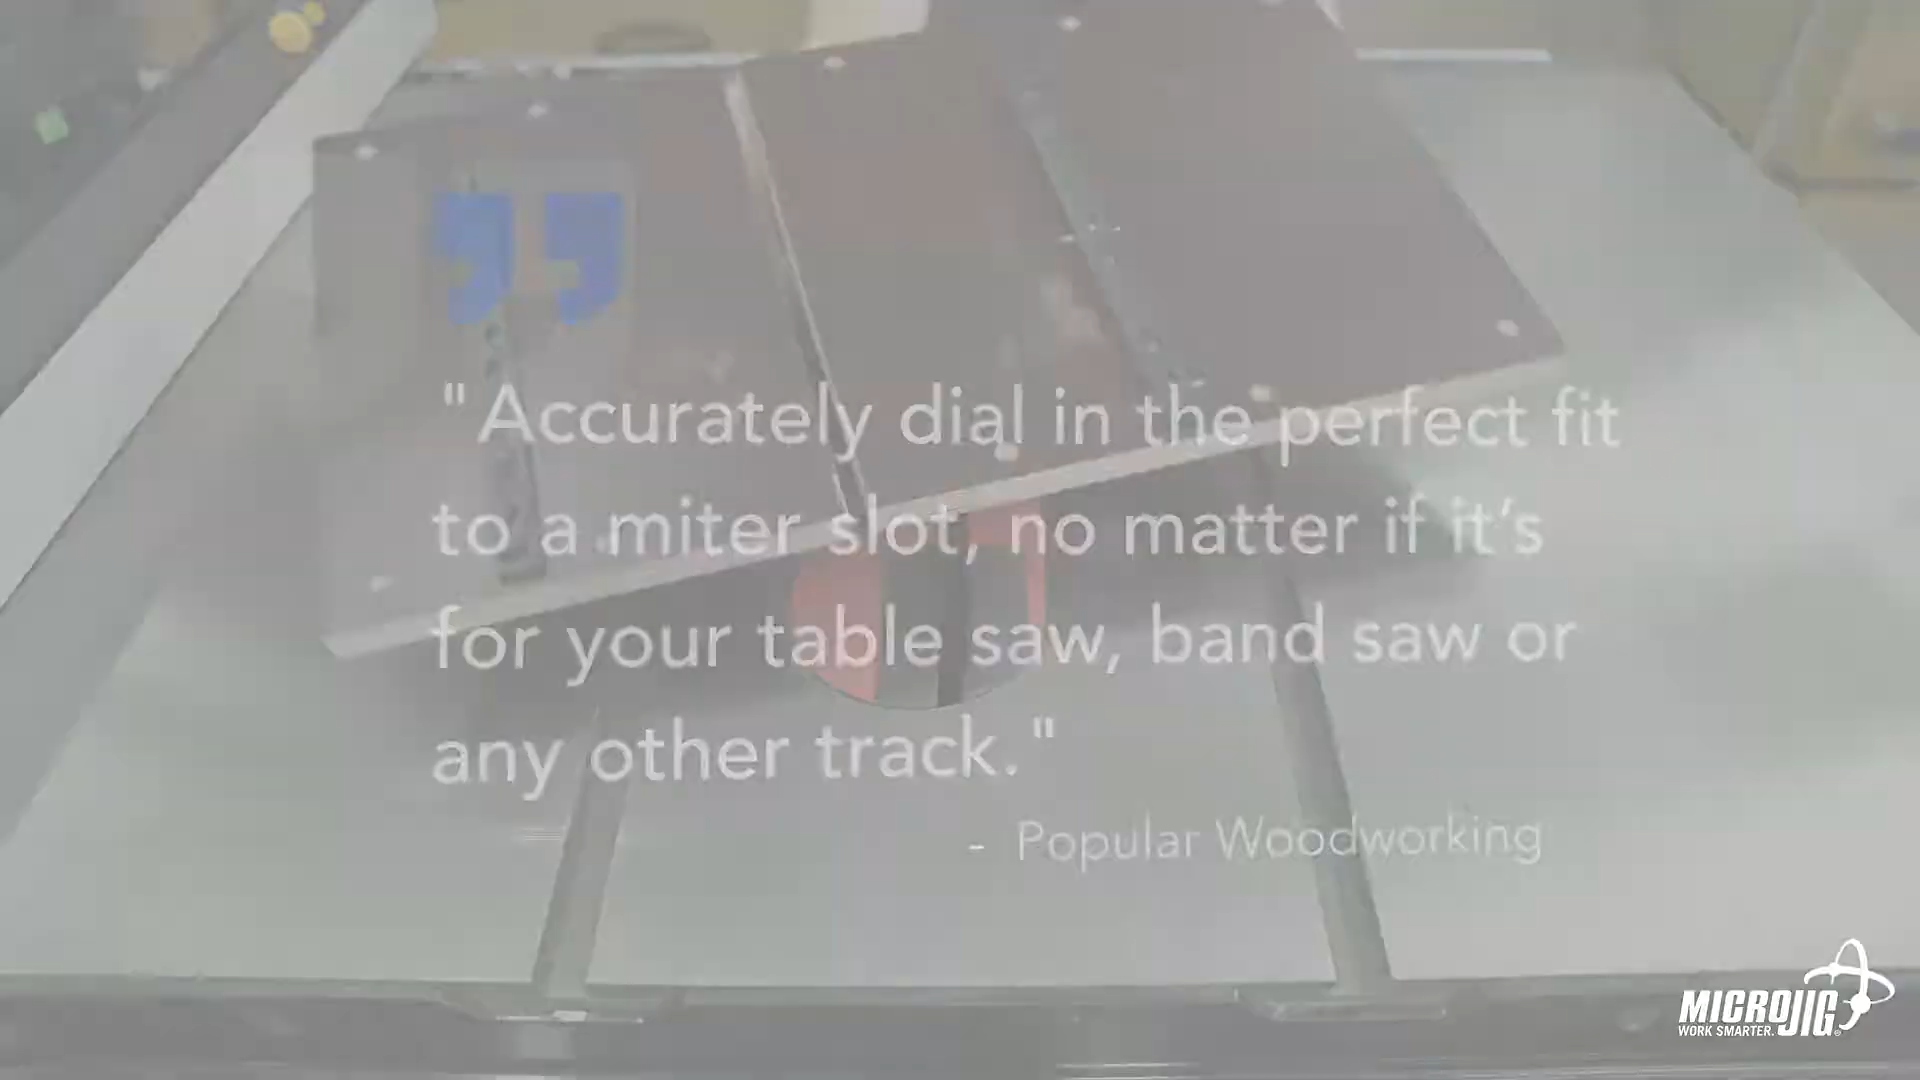 "Accurately dial in the perfect fit
to a miter slot, no matter if it's
for your table saw, band saw or
any other track."
- Popular Woodworking
MICROJIG
WORK SMARTER.